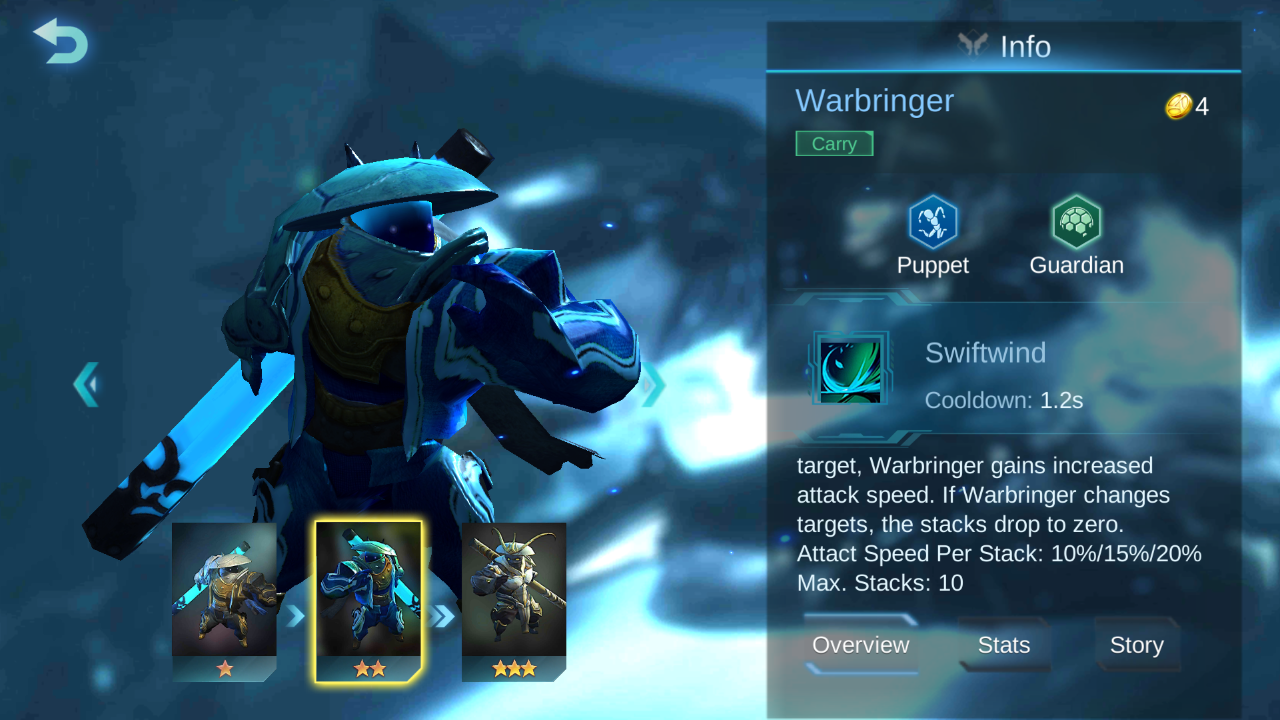 Info
Warbringer
4
Carry
Puppet
Guardian
Swiftwind
Cooldown: 1.2s
target, Warbringer gains increased
attack speed. If Warbringer changes
targets, the stacks drop to zero.
Attact Speed Per Stack: 10%/15%/20%
Max. Stacks: 10
Overview
Stats
Story